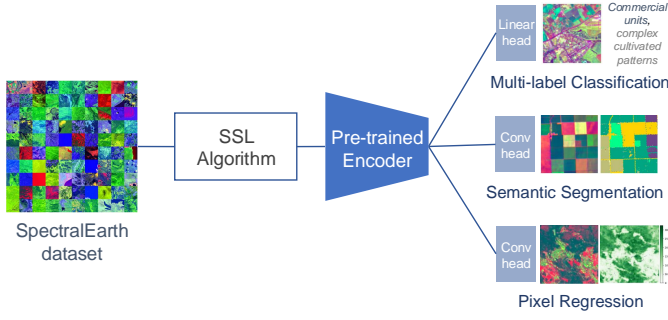 SpectralEarth
dataset
SSL
Algorithm
Pre-trained
Encoder
Linear
head
Commercial
units,
complex
cultivated
patterns
Multi-label Classification
Conv
head
Semantic Segmentation
Conv
head
Pixel Regression